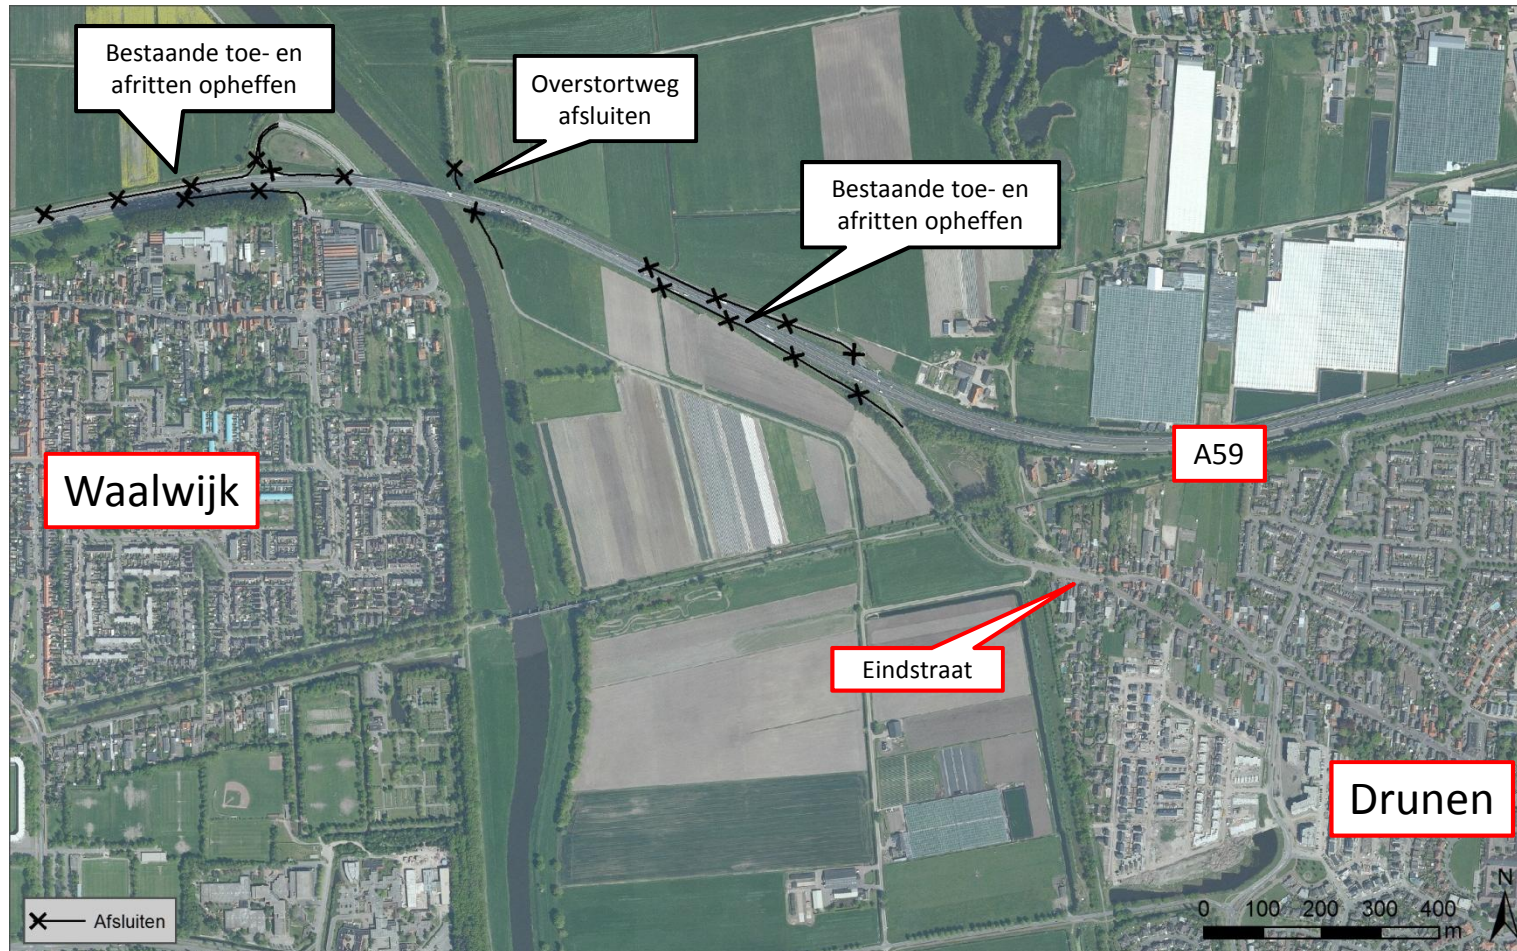 Bestaande toe- en
afritten opheffen
Overstortweg
afsluiten
Bestaande toe- en
afritten opheffen
A59
Waalwijk
Eindstraat
Drunen
Afsluiten
N
0 100 200 300 400
m